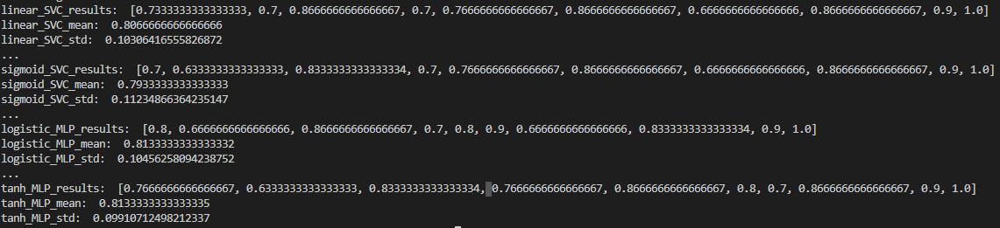 linear_SVC_results:  [0.7333333333333333, 0.7, 0.8666666666666667, 0.7, 0.7666666666666667, 0.8666666666666667, 0.6666666666666666, 0.8666666666666667, 0.9, 1.0]
linear_SVC_mean:  0.8066666666666666
linear_SVC_std:  0.10306416555826872
...
sigmoid_SVC_results:  [0.7, 0.6333333333333333, 0.8333333333333334, 0.7, 0.7666666666666667, 0.8666666666666667, 0.6666666666666666, 0.8666666666666667, 0.9, 1.0]
sigmoid_SVC_mean:  0.7933333333333333
sigmoid_SVC_std:  0.11234866364235147
...
logistic_MLP_results:  [0.8, 0.6666666666666666, 0.8666666666666667, 0.7, 0.8, 0.9, 0.6666666666666666, 0.8333333333333334, 0.9, 1.0]
logistic_MLP_mean:  0.8133333333333332
logistic_MLP_std:  0.10456258094238752
...
tanh_MLP_results:  [0.7666666666666667, 0.6333333333333333, 0.8333333333333334, 0.7666666666666667, 0.8666666666666667, 0.8, 0.7, 0.8666666666666667, 0.9, 1.0]
tanh_MLP_mean:  0.8133333333333335
tanh_MLP_std:  0.09910712498212337